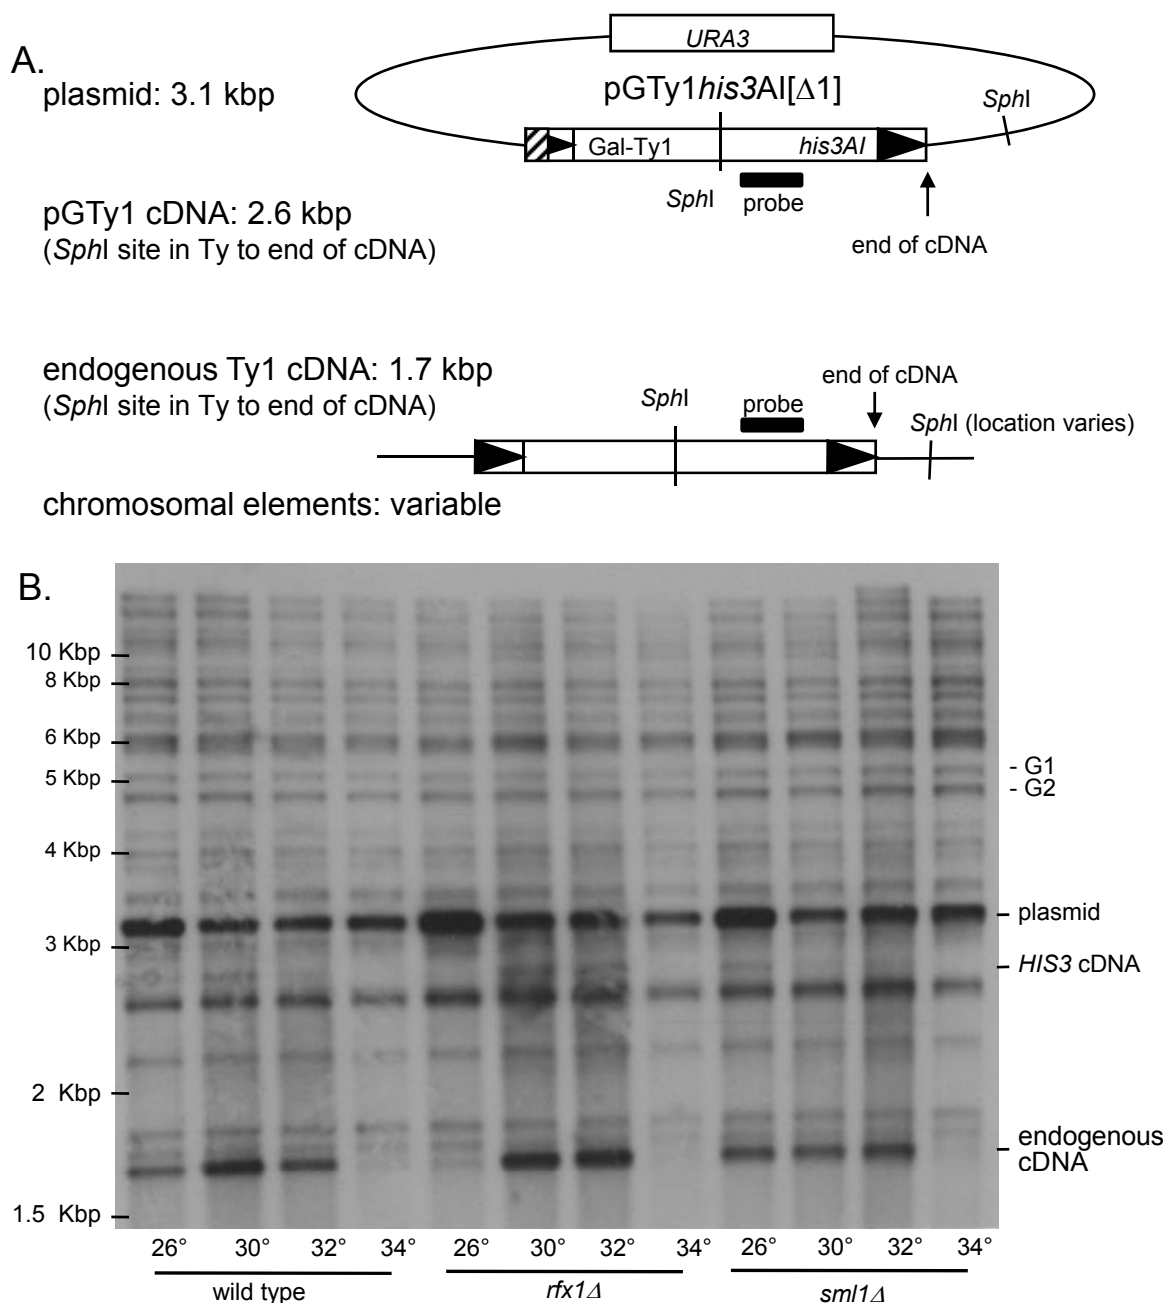 A.
URA3
plasmid: 3.1 kbp
pGTy1his3AI[Δ1]
SphI
Gal-Ty1
his3AI
SphI
probe
pGTy1 cDNA: 2.6 kbp
(SphI site in Ty to end of cDNA)
end of cDNA
endogenous Ty1 cDNA: 1.7 kbp
(SphI site in Ty to end of cDNA)
end of cDNA
SphI
probe
SphI (location varies)
chromosomal elements: variable
B.
10 Kbp
8 Kbp
6 Kbp
5 Kbp
4 Kbp
3 Kbp
2 Kbp
1.5 Kbp
- G1
- G2
plasmid
HIS3 cDNA
endogenous
cDNA
26° 30° 32° 34° 26° 30° 32° 34° 26° 30° 32° 34°
wild type rfx1Δ sml1Δ